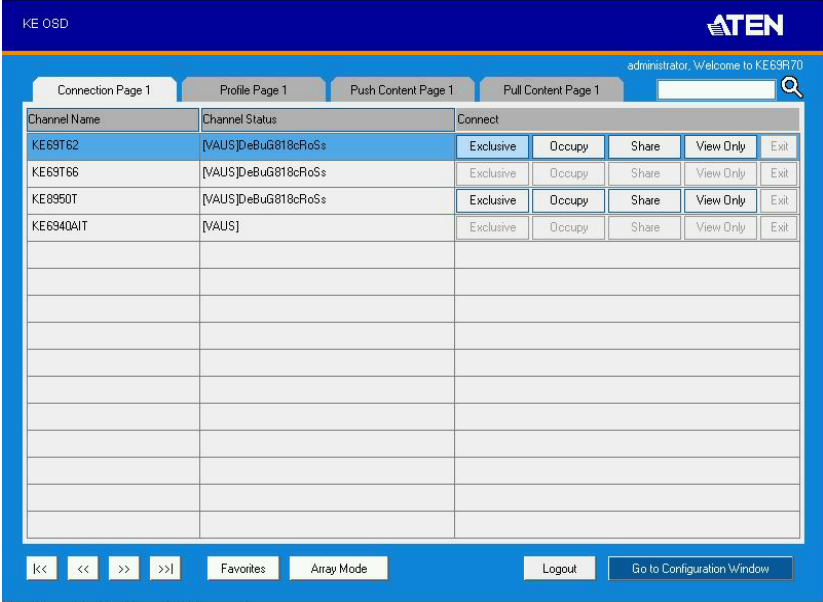 KE OSD
ATEN
administrator, Welcome to KE69R70
Connection Page 1 Profile Page 1 Push Content Page 1 Pull Content Page 1
Channel Name Channel Status Connect
KE69T62 [VAUS]DeBuG818cRoSs Exclusive Occupy Share View Only Exit
KE69T66 [VAUS]DeBuG818cRoSs Exclusive Occupy Share View Only Exit
KE8950T [VAUS]DeBuG818cRoSs Exclusive Occupy Share View Only Exit
KE6940AIT [VAUS] Exclusive Occupy Share View Only Exit
|<< << >> >>| Favorites Array Mode Logout Go to Configuration Window